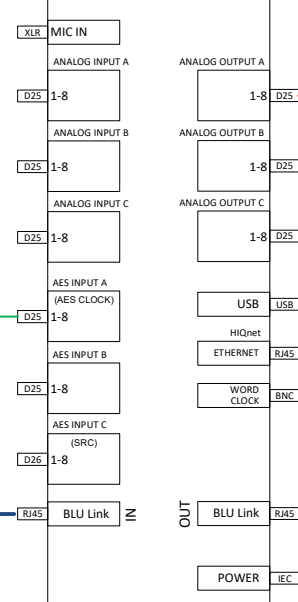 XLR MIC IN
ANALOG INPUT A
D25 1-8
ANALOG INPUT B
D25 1-8
ANALOG INPUT C
D25 1-8
AES INPUT A
(AES CLOCK)
D25 1-8
AES INPUT B
D25 1-8
AES INPUT C
(SRC)
D26 1-8
RJ45 BLU Link IN
ANALOG OUTPUT A
1-8 D25
ANALOG OUTPUT B
1-8 D25
ANALOG OUTPUT C
1-8 D25
USB USB
HIQnet
ETHERNET RJ45
WORD
CLOCK BNC
OUT BLU Link RJ45
POWER IEC